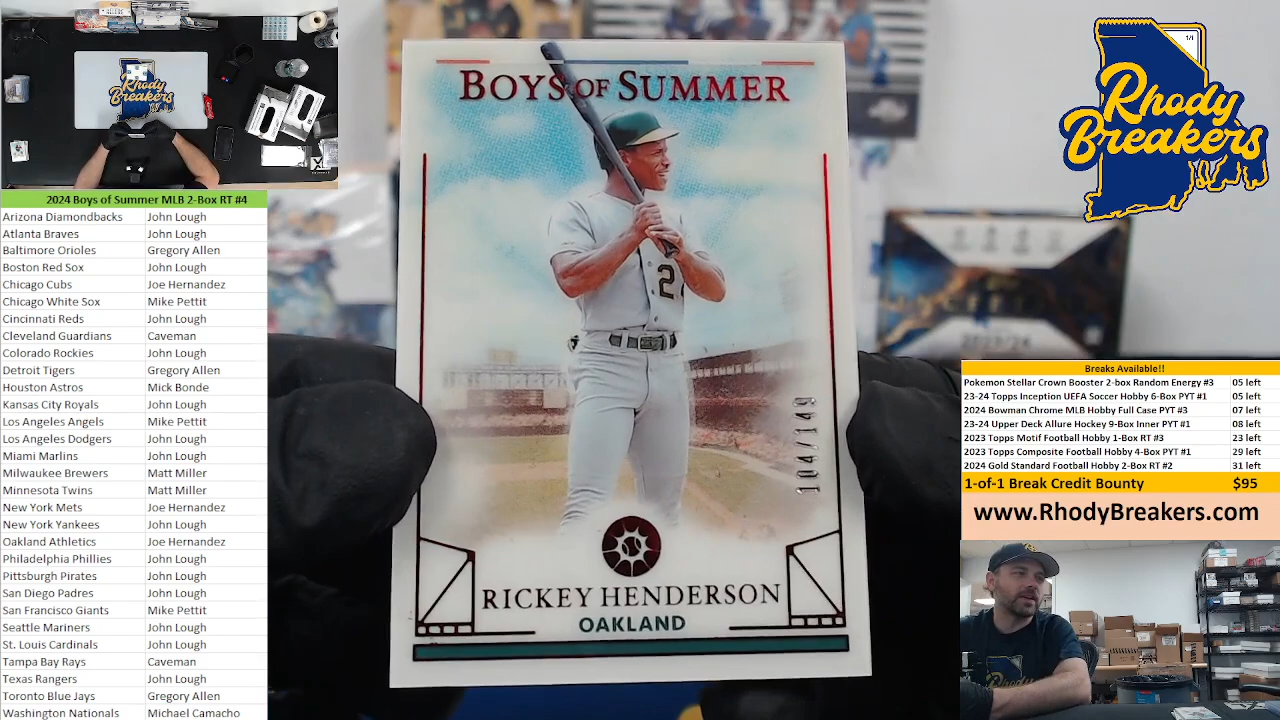 2024 Boys of Summer MLB 2-Box RT #4
Arizona Diamondbacks John Lough
Atlanta Braves John Lough
Baltimore Orioles Gregory Allen
Boston Red Sox John Lough
Chicago Cubs Joe Hernandez
Chicago White Sox Mike Pettit
Cincinnati Reds John Lough
Cleveland Guardians Caveman
Colorado Rockies John Lough
Detroit Tigers Gregory Allen
Houston Astros Mick Bonde
Kansas City Royals John Lough
Los Angeles Angels Mike Pettit
Los Angeles Dodgers John Lough
Miami Marlins John Lough
Milwaukee Brewers Matt Miller
Minnesota Twins Matt Miller
New York Mets Joe Hernandez
New York Yankees John Lough
Oakland Athletics Joe Hernandez
Philadelphia Phillies John Lough
Pittsburgh Pirates John Lough
San Diego Padres John Lough
San Francisco Giants Mike Pettit
Seattle Mariners John Lough
St. Louis Cardinals John Lough
Tampa Bay Rays Caveman
Texas Rangers John Lough
Toronto Blue Jays Gregory Allen
Washington Nationals Michael Camacho
Rhody
Breakers
BOYS OF SUMMER
2
104/149
RICKEY HENDERSON
OAKLAND
1/1
Rhody
Breakers
Breaks Available!!
Pokemon Stellar Crown Booster 2-box Random Energy #3 05 left
23-24 Topps Inception UEFA Soccer Hobby 6-Box PYT #1 05 left
2024 Bowman Chrome MLB Hobby Full Case PYT #3 07 left
23-24 Upper Deck Allure Hockey 9-Box Inner PYT #1 08 left
2023 Topps Motif Football Hobby 1-Box RT #3 23 left
2023 Topps Composite Football Hobby 4-Box PYT #1 29 left
2024 Gold Standard Football Hobby 2-Box RT #2 31 left
1-of-1 Break Credit Bounty $95
www.RhodyBreakers.com
Rhody